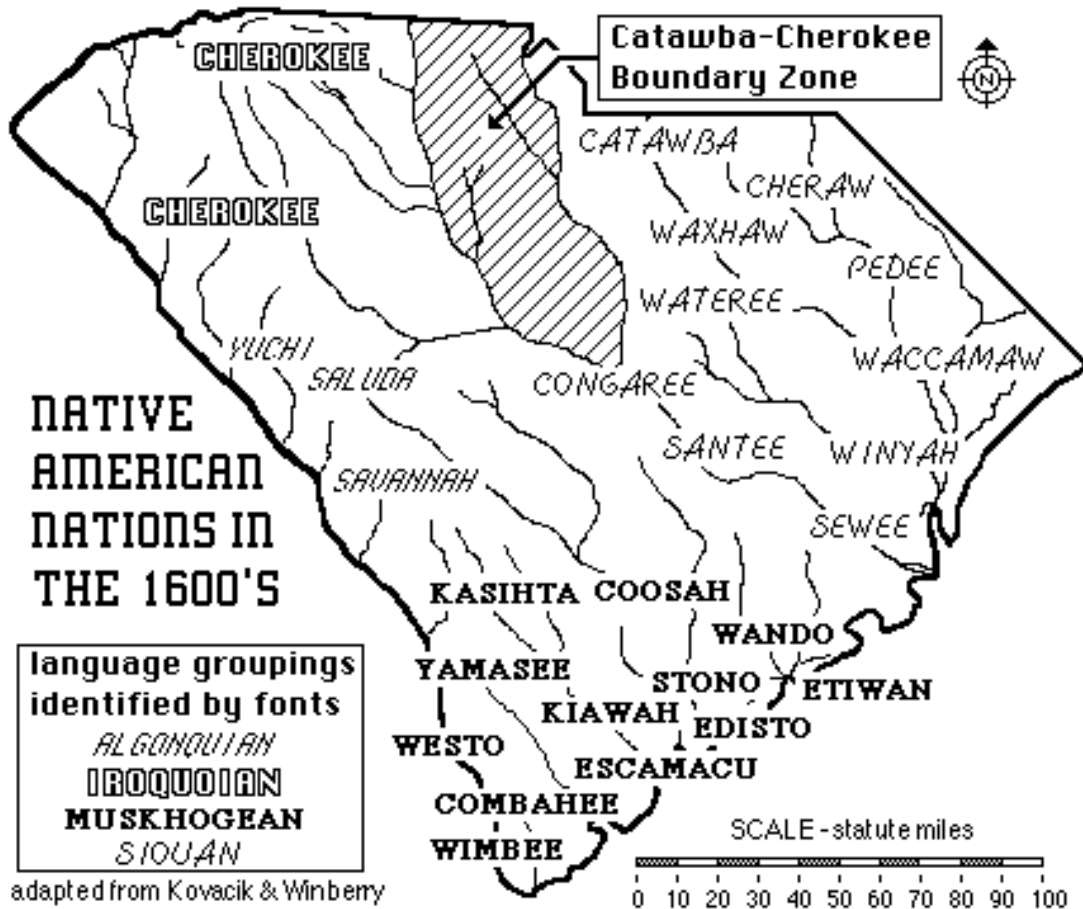 Catawba-Cherokee
Boundary Zone
N
CHEROKEE
CATAWBA
CHERAW
CHEROKEE
WAXHAW
PEDEE
WATEREE
YUCHI
SALUDA
CONGAREE
WACCAMAW
NATIVE
AMERICAN
NATIONS IN
THE 1600'S
SANTEE
WINYAH
SAVANNAH
SEWEE
KASIHTA
COOSAH
WANDO
YAMASEE
STONO
ETIWAN
KIAWAH
EDISTO
WESTO
ESCAMACU
COMBAHEE
WIMBEE
language groupings
identified by fonts
ALGONQUIAN
IROQUOIAN
MUSKHOGEAN
SIOUAN
adapted from Kovacik & Winberry
SCALE - statute miles
0 10 20 30 40 50 60 70 80 90 100